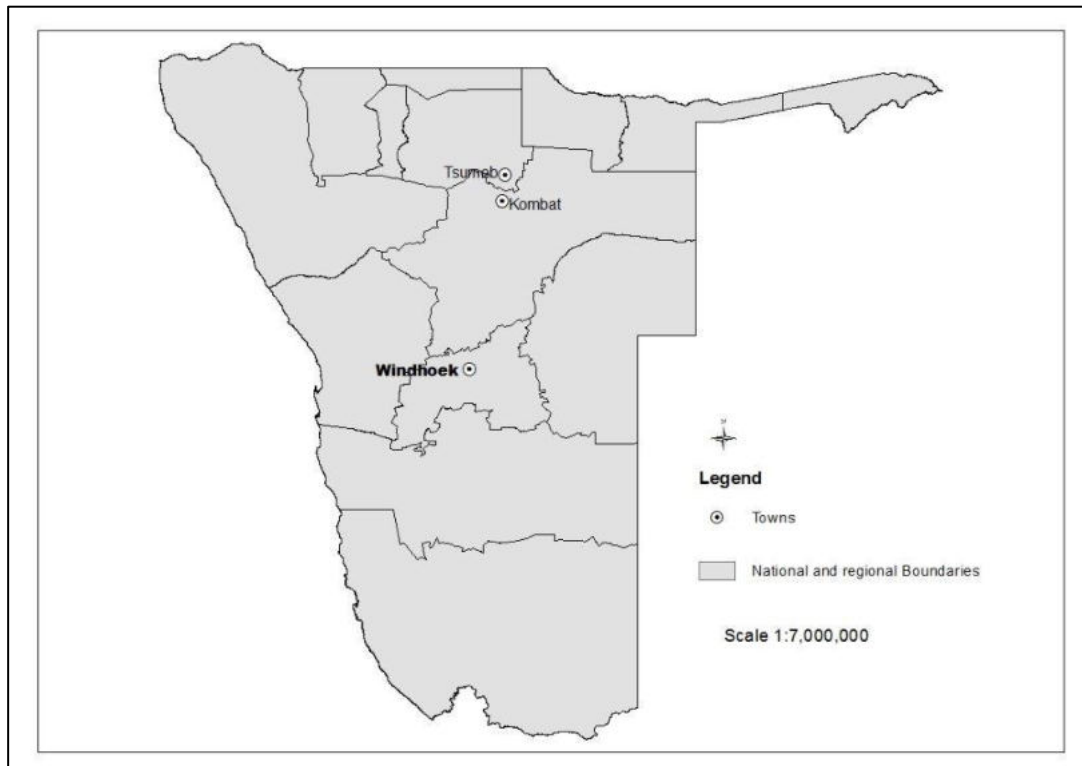 Tsumeb
Kombat
Windhoek
Legend
Towns
National and regional Boundaries
Scale 1:7,000,000